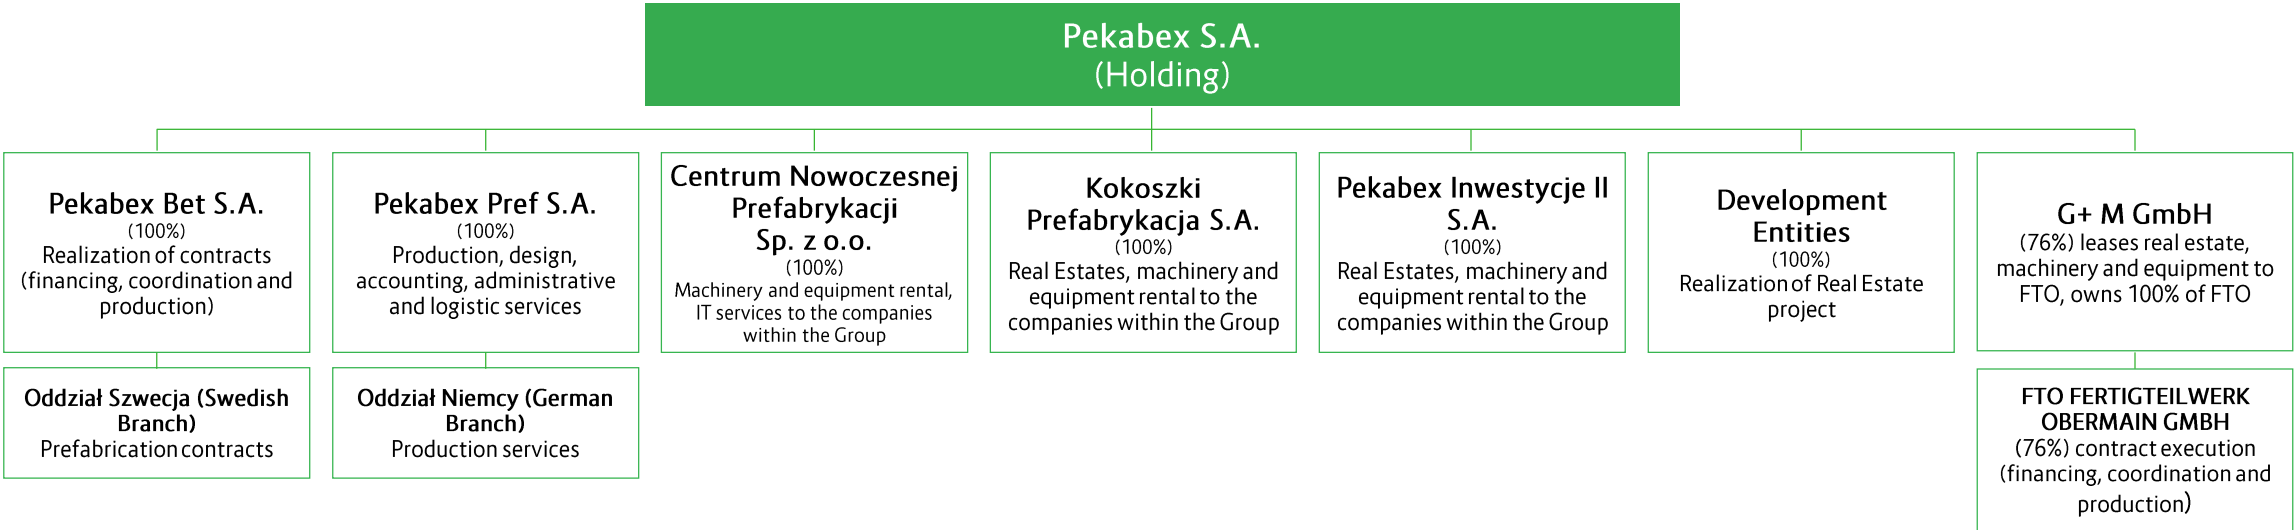 Pekabex S.A.
(Holding)
Pekabex Bet S.A.
(100%)
Realization of contracts
(financing, coordination and
production)
Pekabex Pref S.A.
(100%)
Production, design,
accounting, administrative
and logistic services
Centrum Nowoczesnej
Prefabrykacji
Sp. z o.o.
(100%)
Machinery and equipment rental,
IT services to the companies
within the Group
Kokoszki
Prefabrykacja S.A.
(100%)
Real Estates, machinery and
equipment rental to the
companies within the Group
Pekabex Inwestycje II
S.A.
(100%)
Real Estates, machinery and
equipment rental to the
companies within the Group
Development
Entities
(100%)
Realization of Real Estate
project
G+ M GmbH
(76%) leases real estate,
machinery and equipment to
FTO, owns 100% of FTO
Oddział Szwecja (Swedish
Branch)
Prefabrication contracts
Oddział Niemcy (German
Branch)
Production services
FTO FERTIGTEILWERK
OBERMAIN GMBH
(76%) contract execution
(financing, coordination and
production)